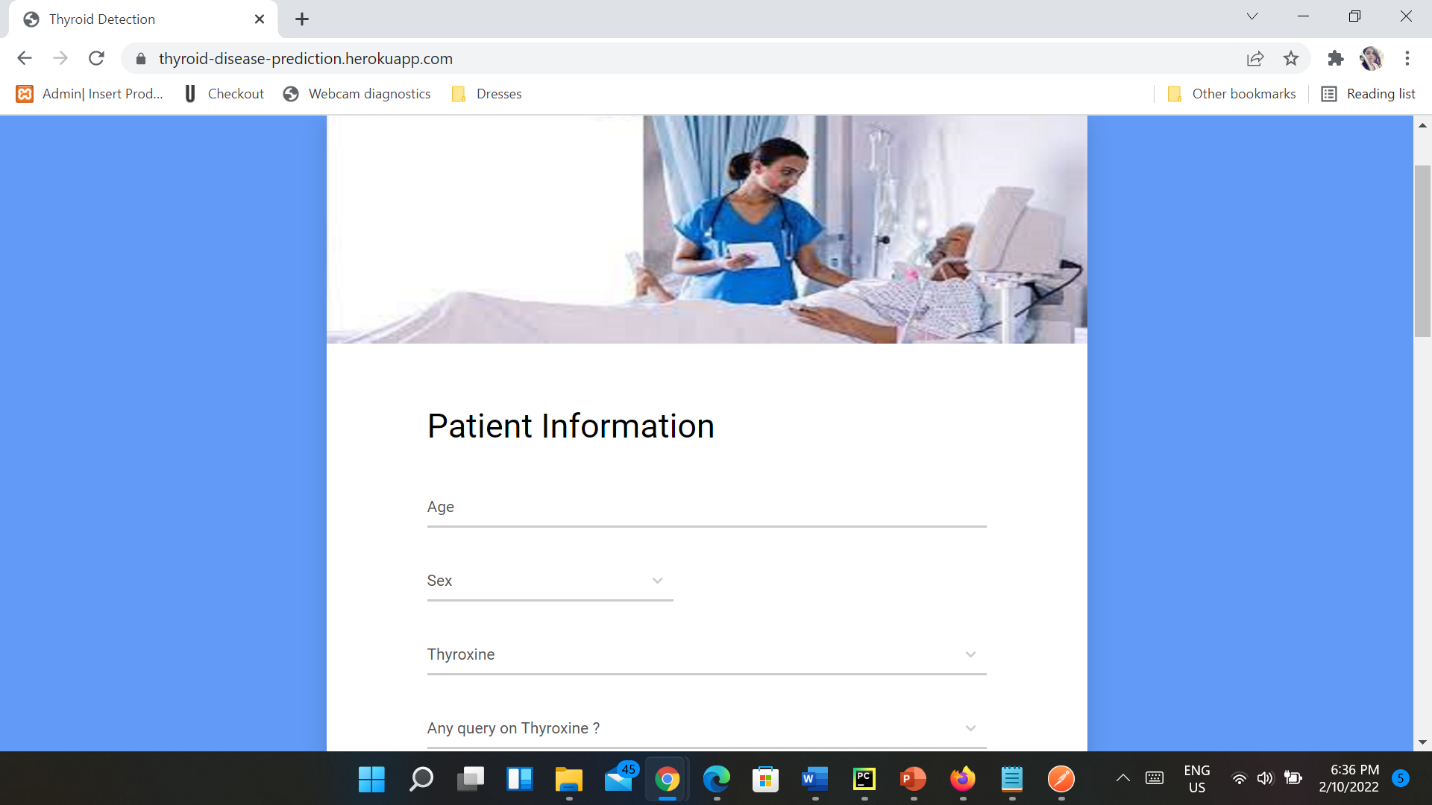 Thyroid Detection
thyroid-disease-prediction.herokuapp.com
Admin| Insert Prod... Checkout Webcam diagnostics Dresses Other bookmarks Reading list
Patient Information
Age
Sex
Thyroxine
Any query on Thyroxine ?
45
ENG
US
6:36 PM
2/10/2022
5